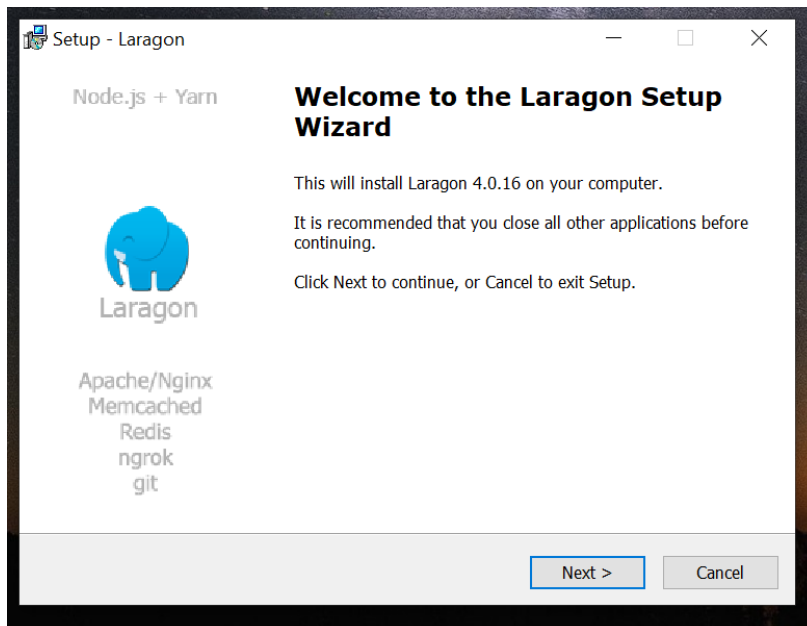 Setup - Laragon
Node.js + Yarn
Laragon
Apache/Nginx
Memcached
Redis
ngrok
git
Welcome to the Laragon Setup
Wizard
This will install Laragon 4.0.16 on your computer.
It is recommended that you close all other applications before
continuing.
Click Next to continue, or Cancel to exit Setup.
Next >
Cancel